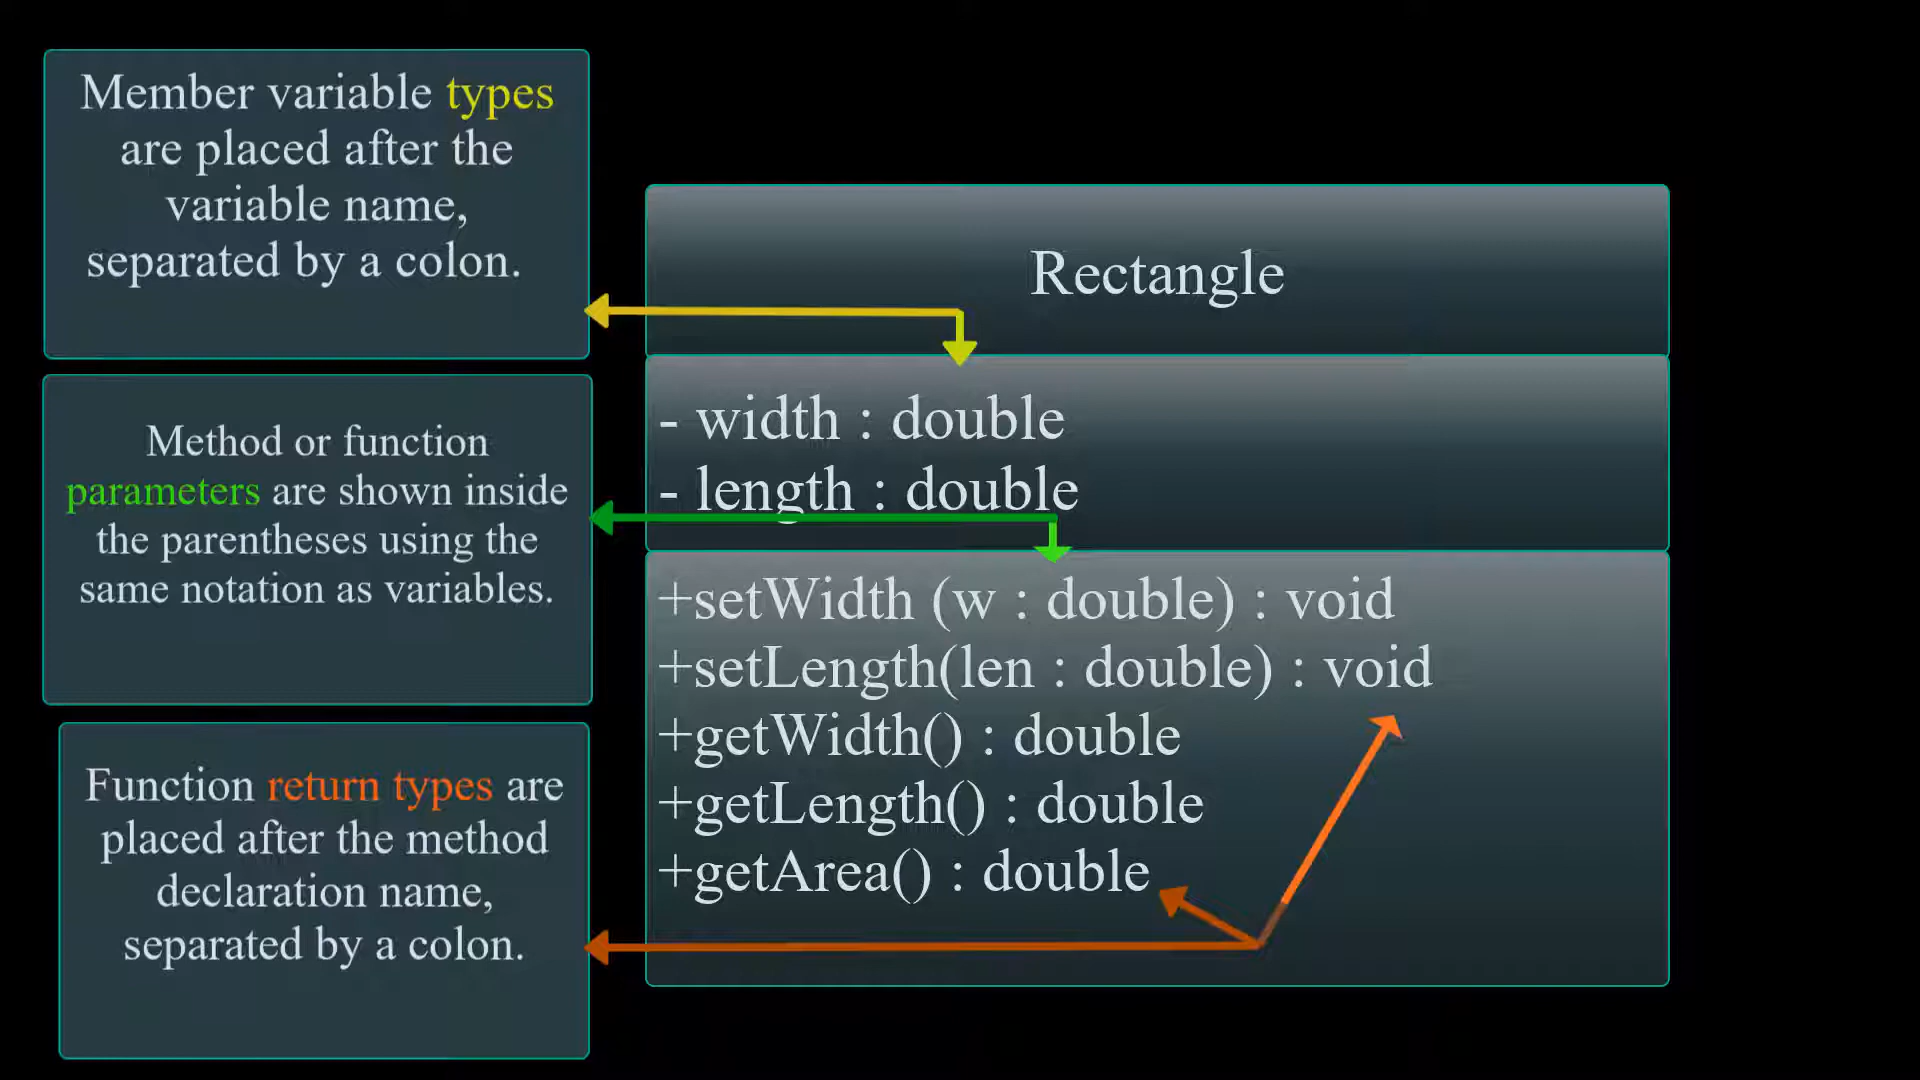 Member variable types
are placed after the
variable name,
separated by a colon.
Method or function
parameters are shown inside
the parentheses using the
same notation as variables.
Function return types are
placed after the method
declaration name,
separated by a colon.
Rectangle
- width : double
- length : double
+setWidth (w : double) : void
+setLength(len : double) : void
+getWidth() : double
+getLength() : double
+getArea() : double